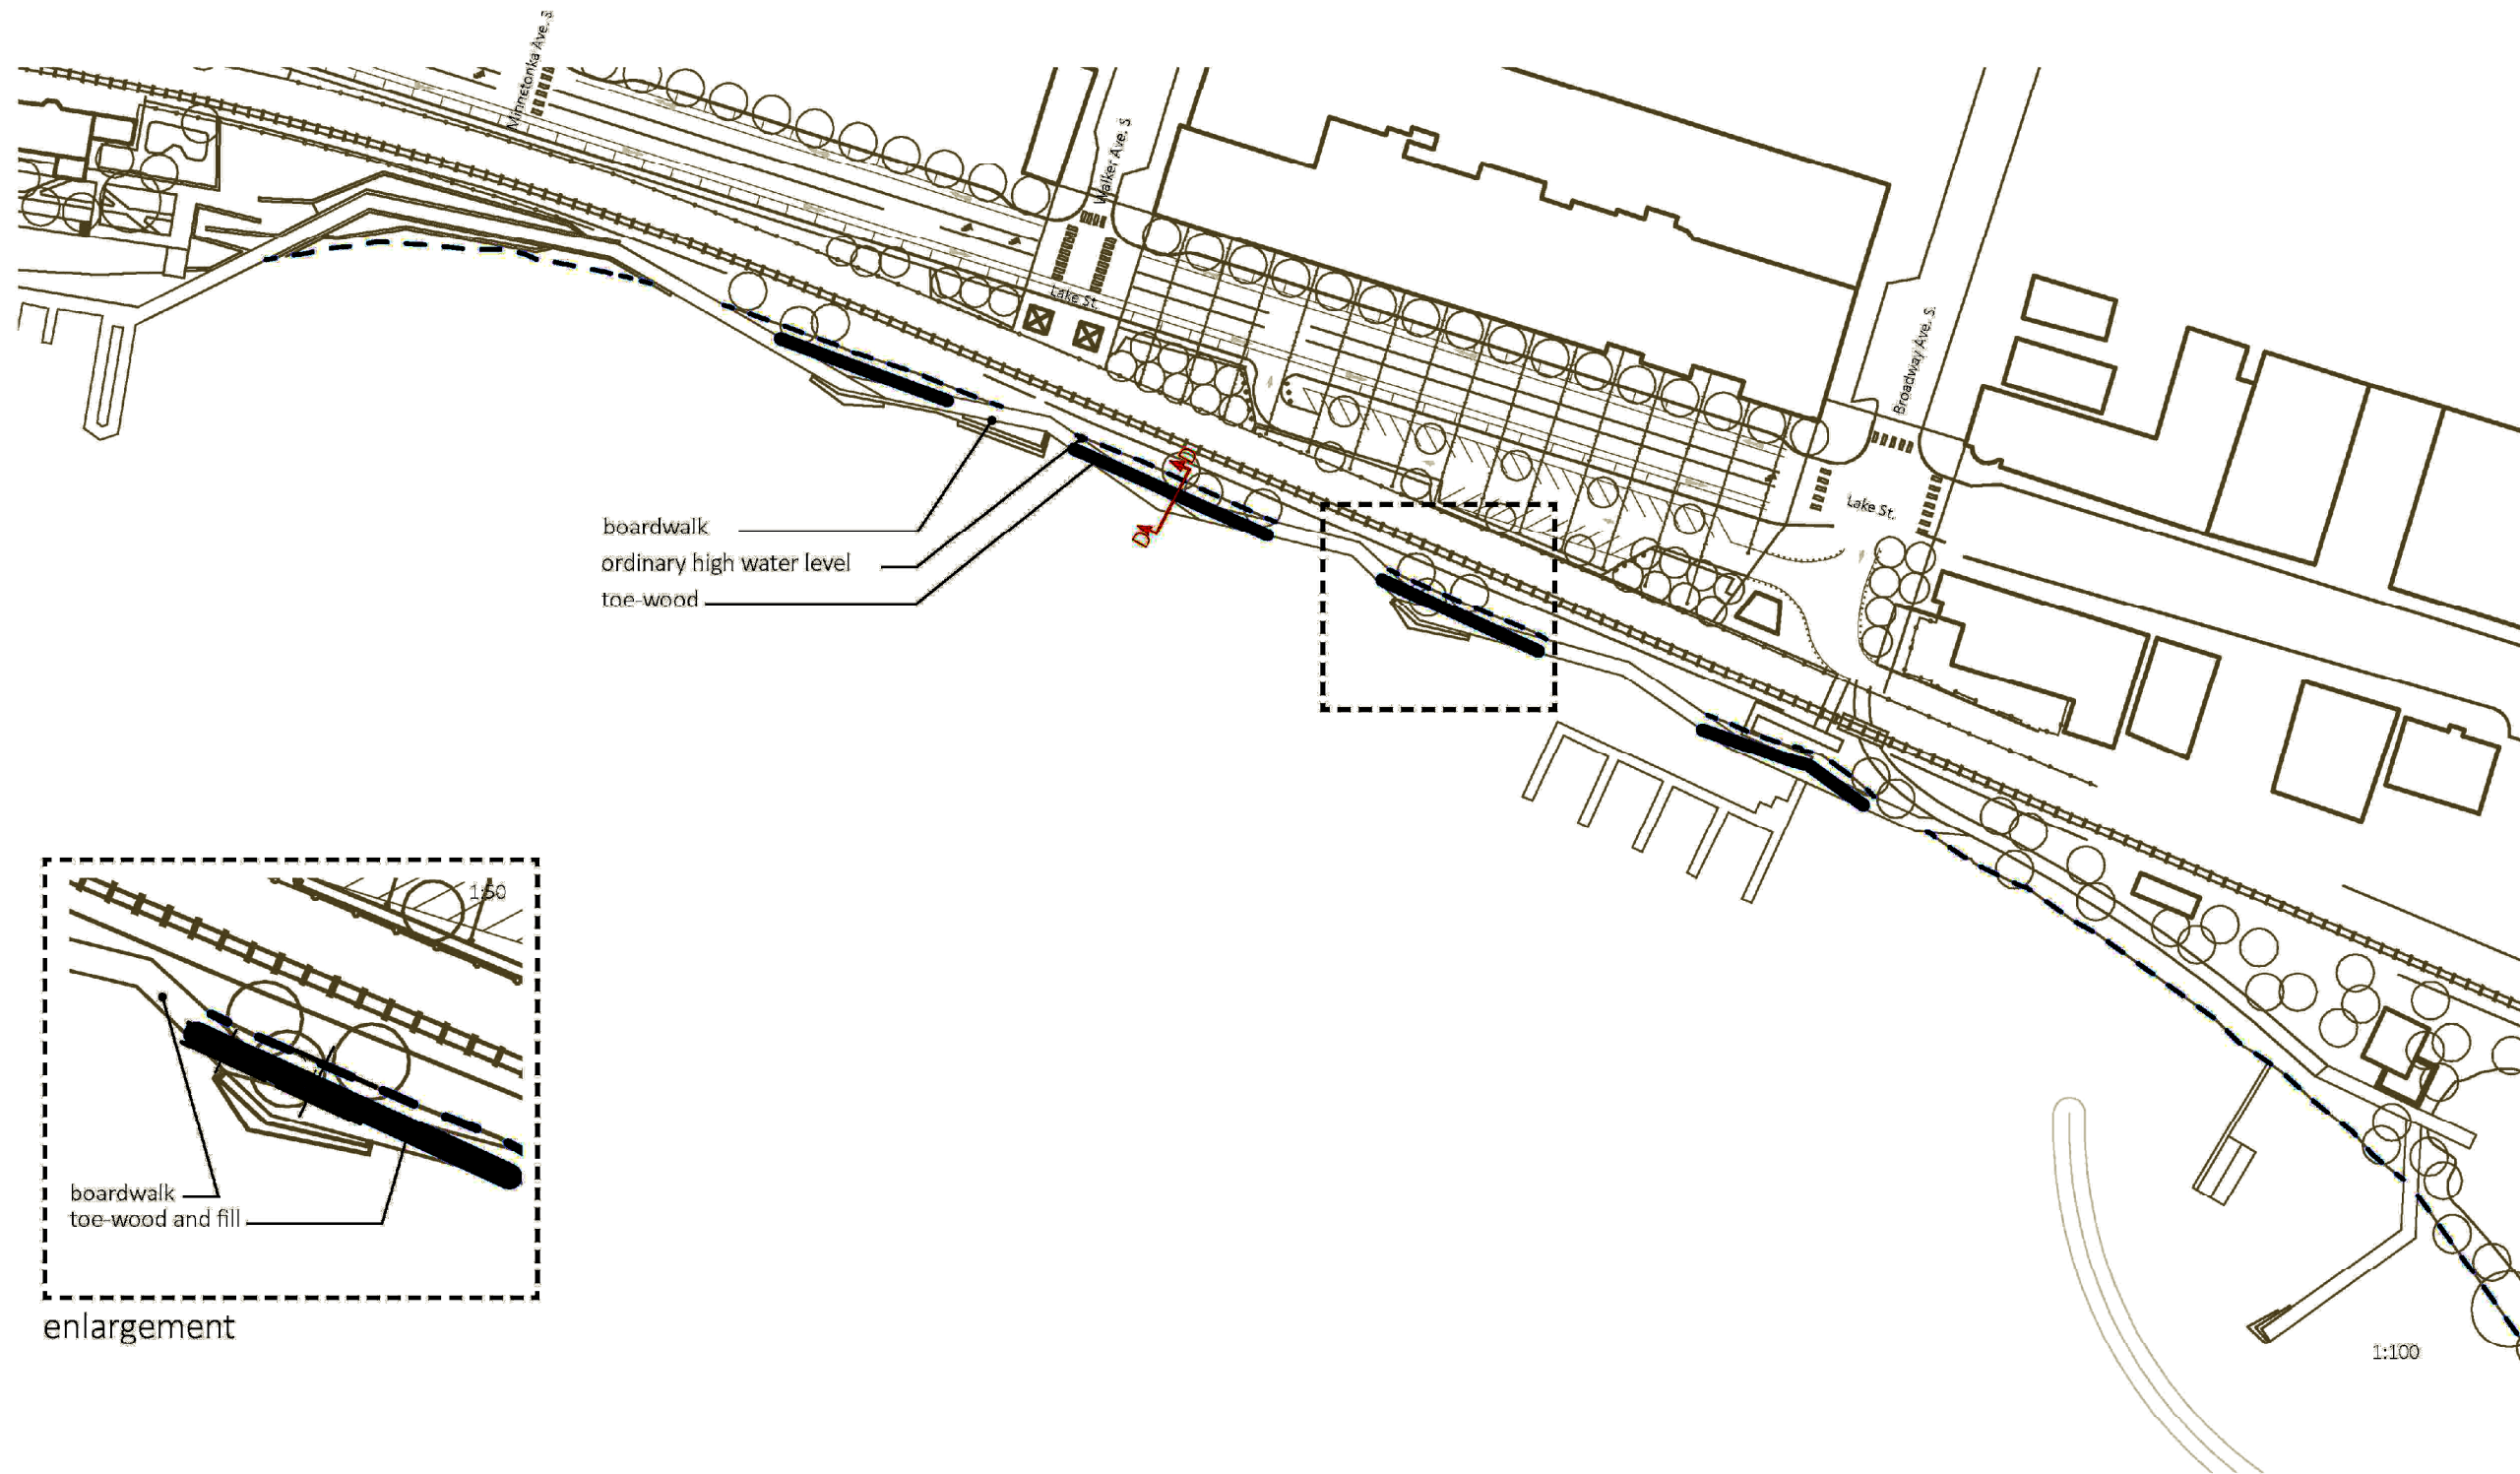 Minnetonka Ave. S
Walker Ave. S
Lake St.
Broadway Ave. S.
Lake St.
D
D
boardwalk
ordinary high water level
toe-wood
1:50
boardwalk
toe-wood and fill
enlargement
1:100